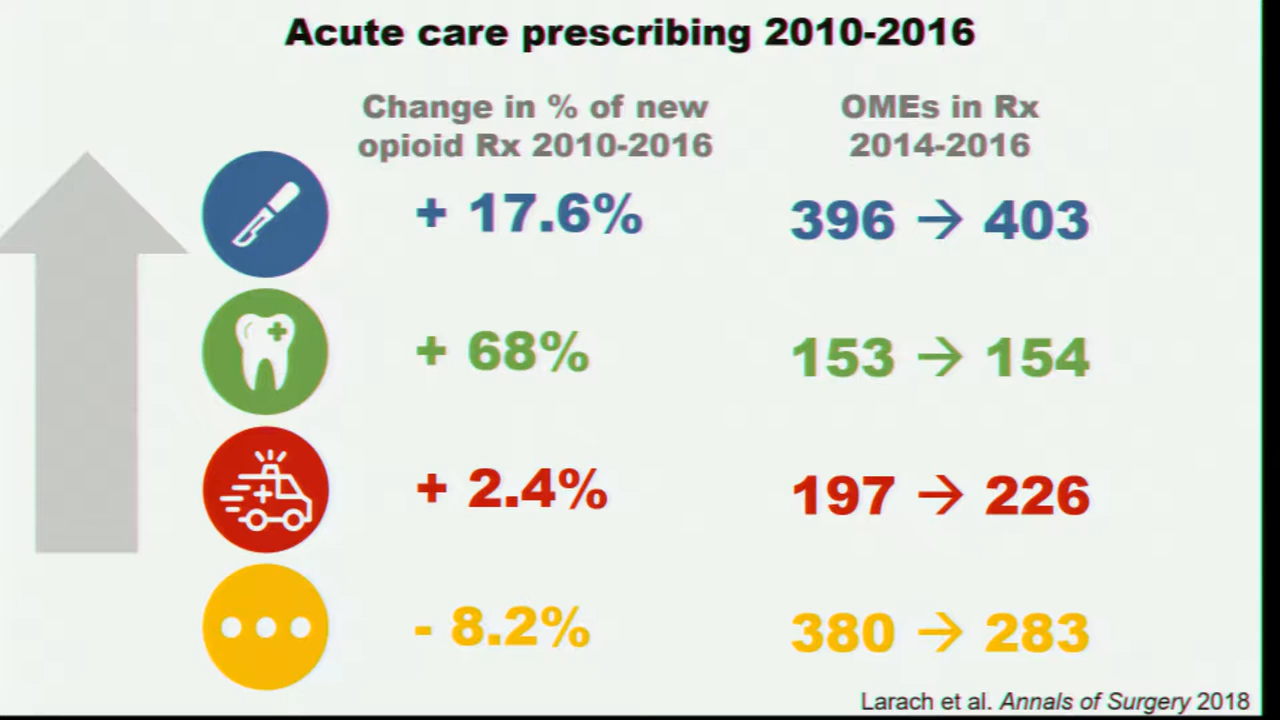 Acute care prescribing 2010-2016
Change in % of new
opioid Rx 2010-2016
OMEs in Rx
2014-2016
+ 17.6%
396 → 403
+ 68%
153 → 154
+ 2.4%
197 → 226
- 8.2%
380 → 283
Larach et al. Annals of Surgery 2018